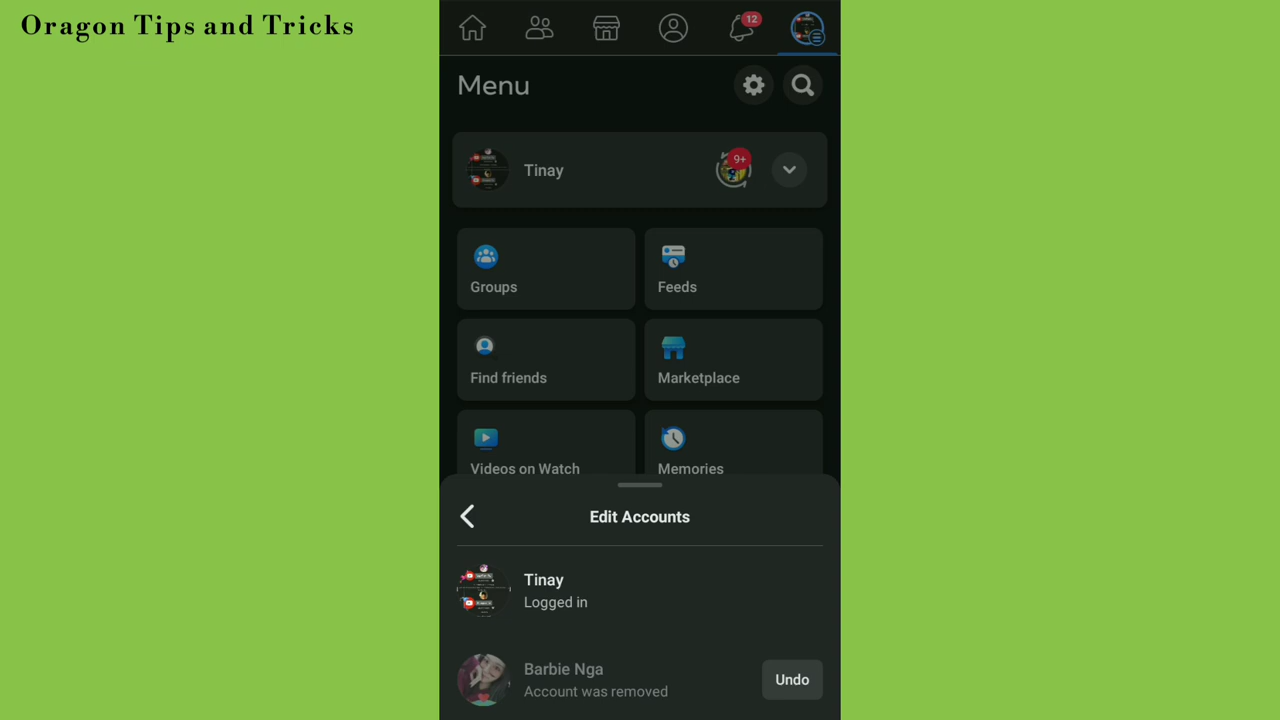 Oragon Tips and Tricks
12
Menu
Tinay
9+
Groups
Feeds
Find friends
Marketplace
Videos on Watch
Memories
Edit Accounts
Tinay
Logged in
Barbie Nga
Account was removed
Undo